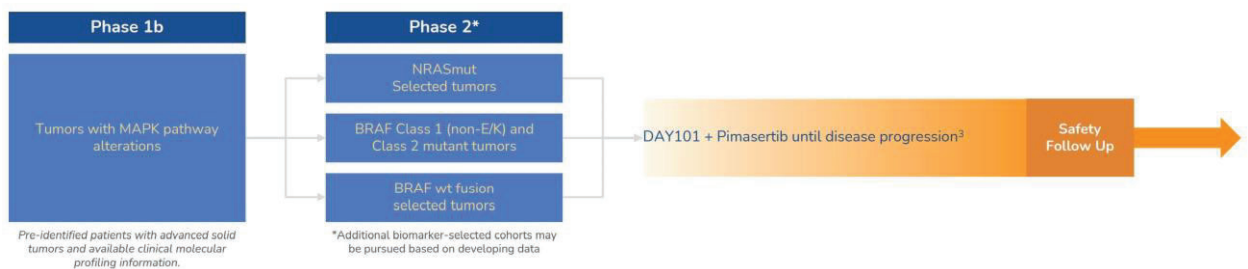 Phase 1b
Tumors with MAPK pathway
alterations
Pre-identified patients with advanced solid
tumors and available clinical molecular
profiling information.
Phase 2*
NRASmut
Selected tumors
BRAF Class 1 (non-E/K) and
Class 2 mutant tumors
BRAF wt fusion
selected tumors
*Additional biomarker-selected cohorts may
be pursued based on developing data
DAY101 + Pimasertib until disease progression³
Safety
Follow Up